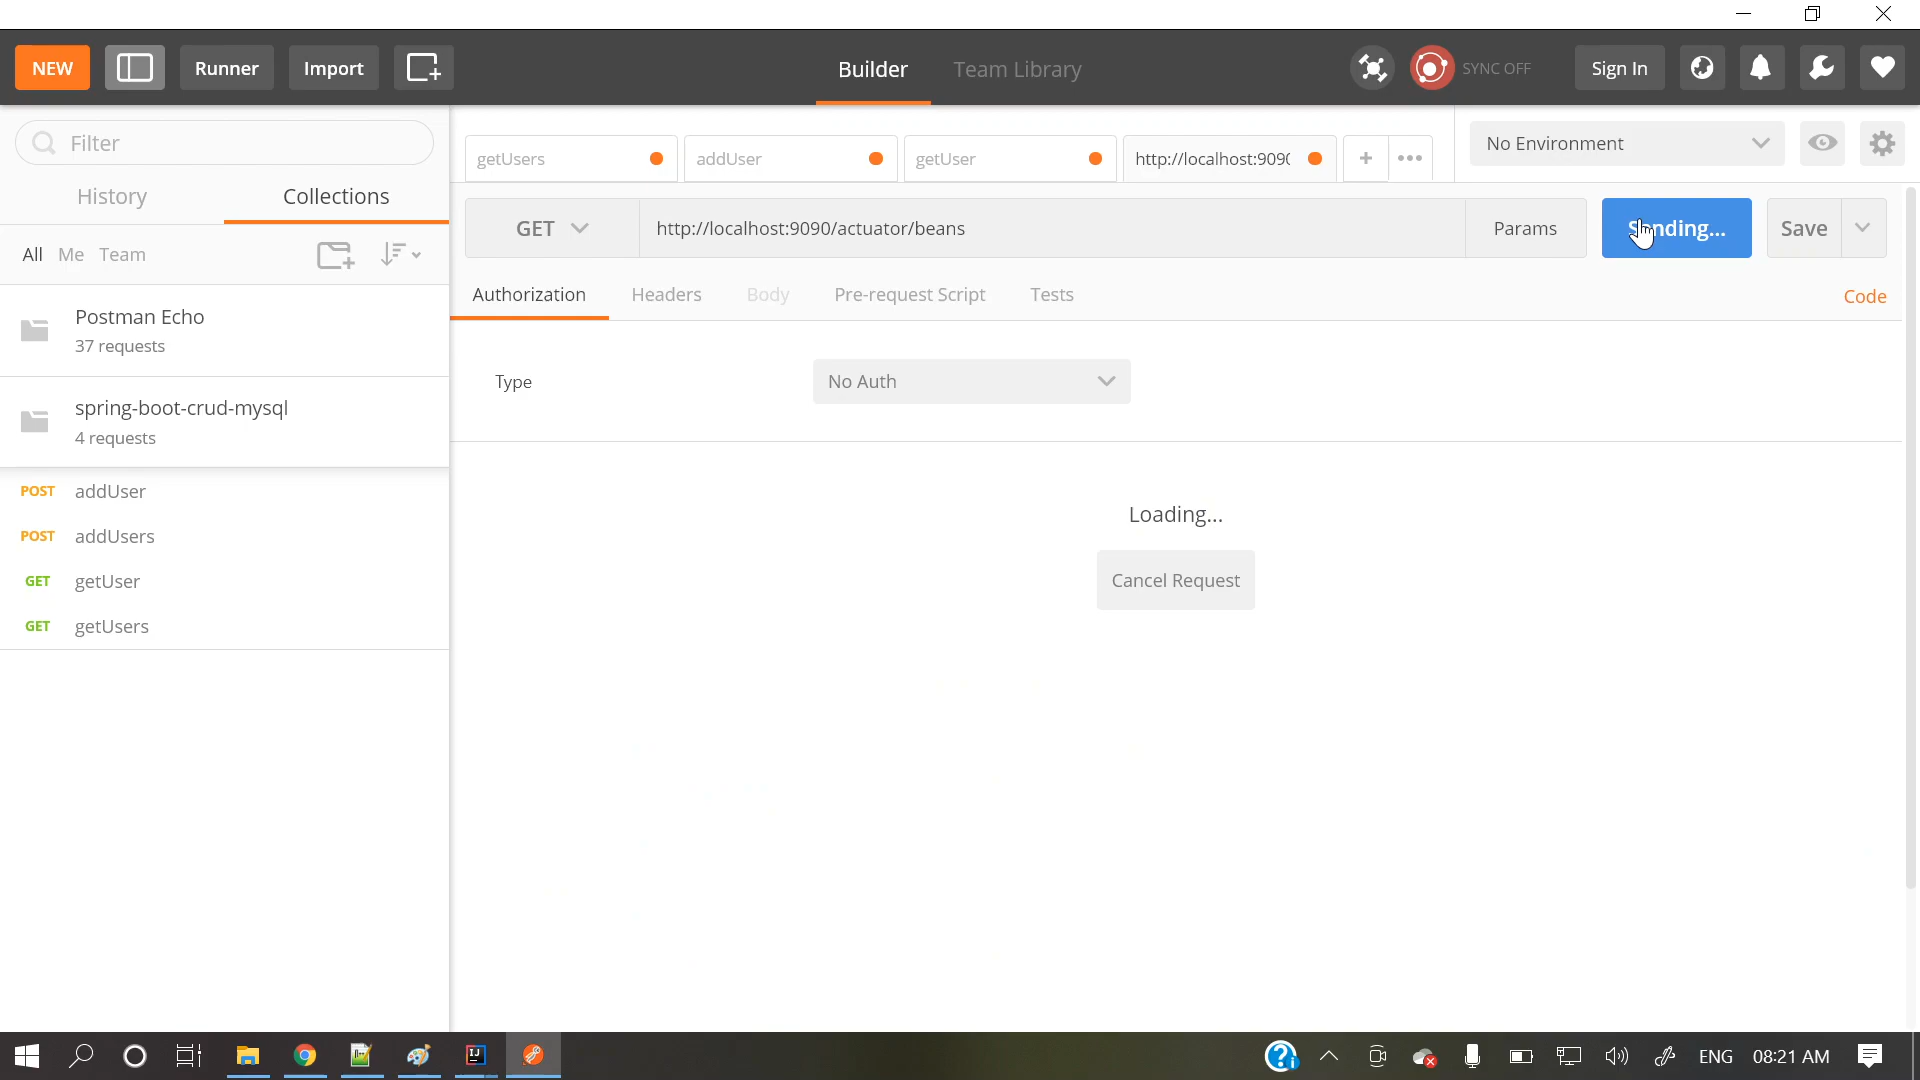 NEW
Runner
Import
Builder
Team Library
SYNC OFF
Sign In
Filter
History
Collections
All Me Team
Postman Echo
37 requests
spring-boot-crud-mysql
4 requests
POST addUser
POST addUsers
GET getUser
GET getUsers
getUsers
addUser
getUser
http://localhost:909
No Environment
GET
http://localhost:9090/actuator/beans
Params
Sending...
Save
Authorization
Headers
Body
Pre-request Script
Tests
Code
Type
No Auth
Loading...
Cancel Request
ENG
08:21 AM